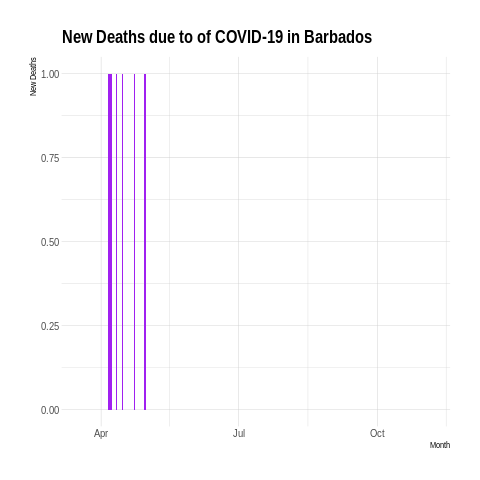 New Deaths due to of COVID-19 in Barbados
New Deaths
1.00
0.75
0.50
0.25
0.00
Apr Jul Oct
Month